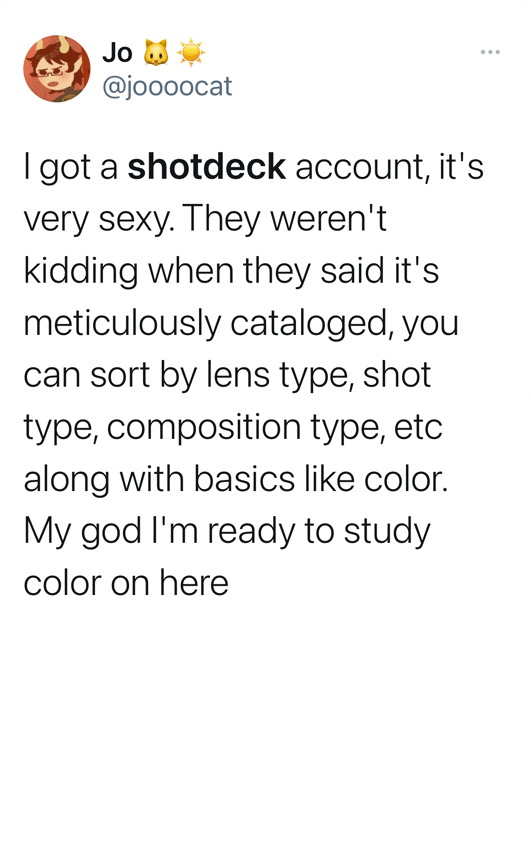 Jo 🐱 ☀️
@joooocat
I got a shotdeck account, it's
very sexy. They weren't
kidding when they said it's
meticulously cataloged, you
can sort by lens type, shot
type, composition type, etc
along with basics like color.
My god I'm ready to study
color on here